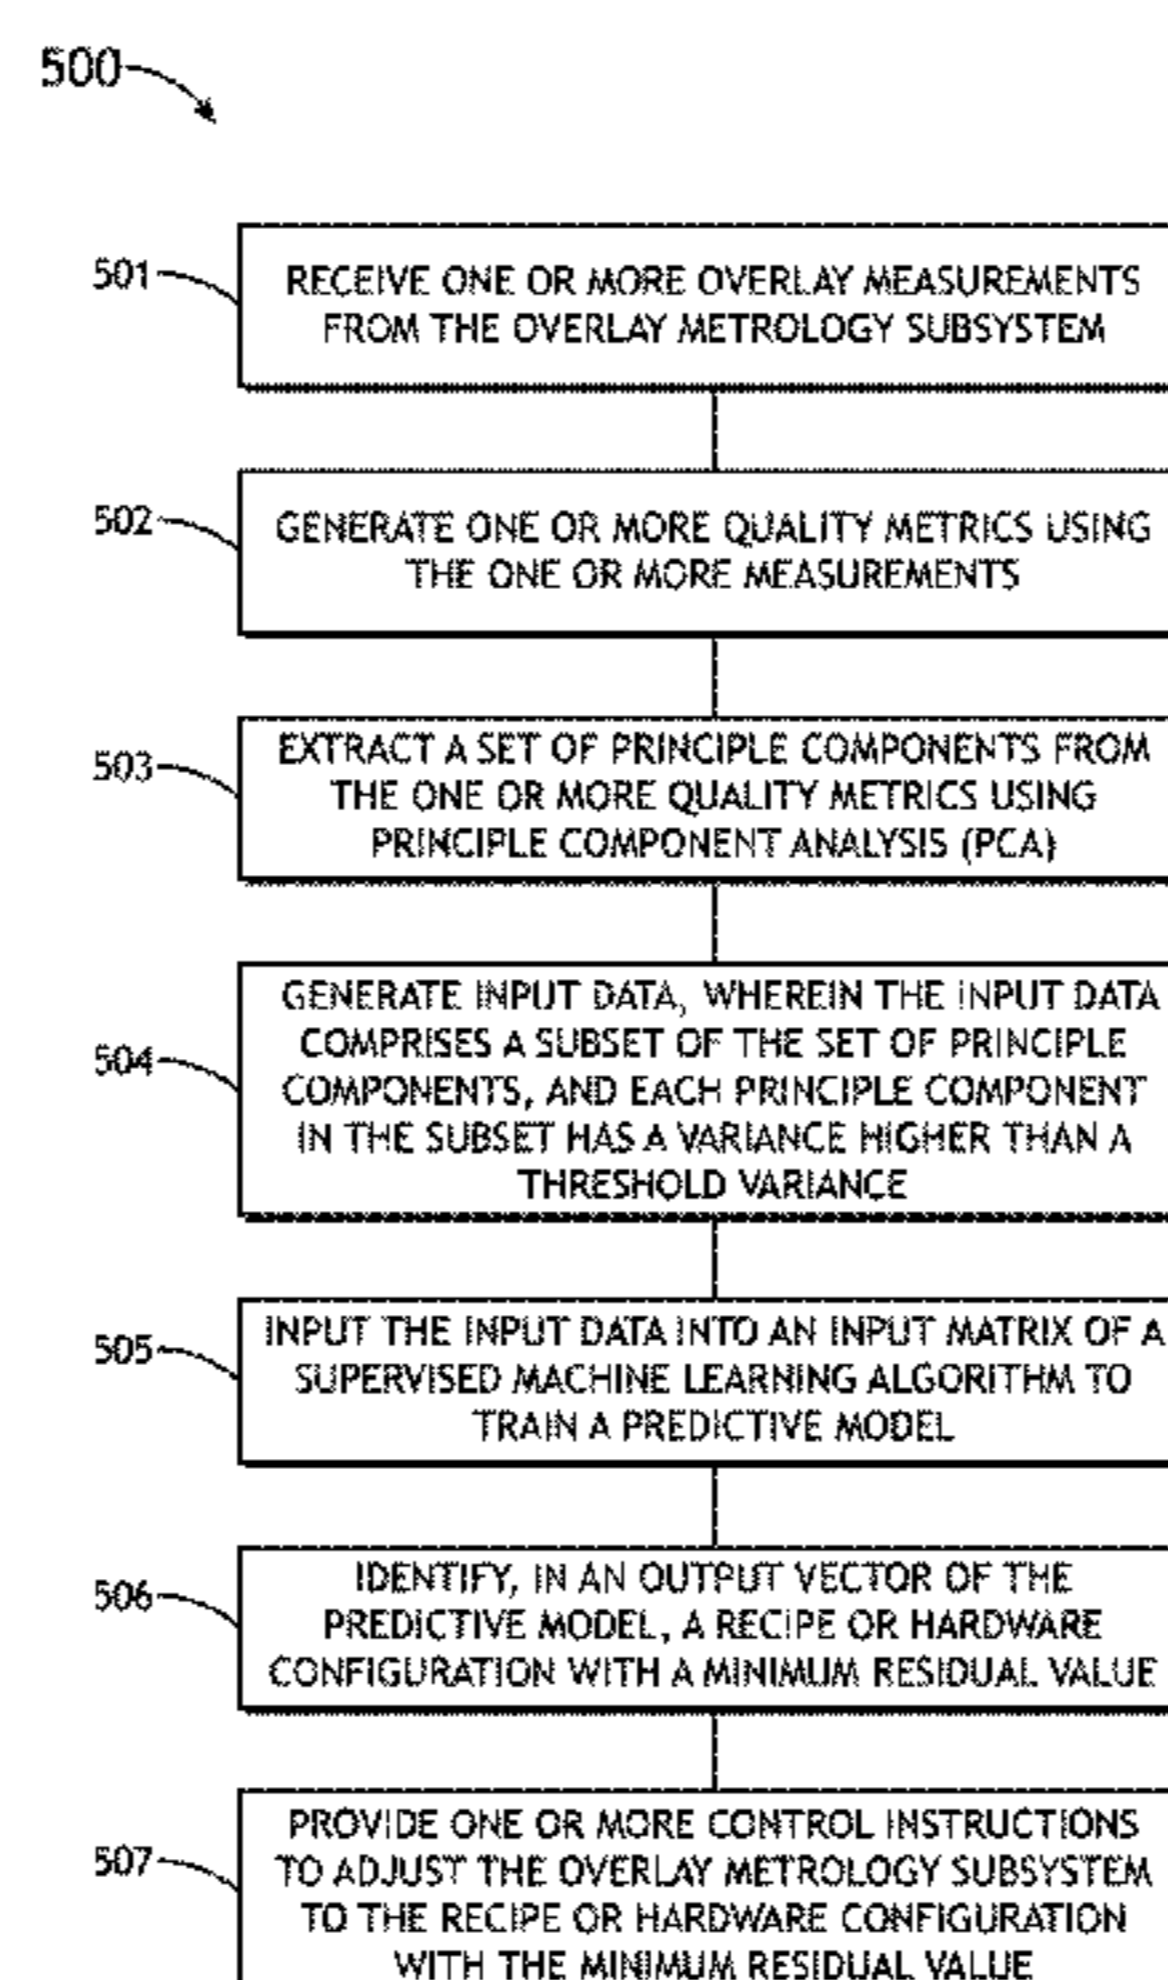 500
501
RECEIVE ONE OR MORE OVERLAY MEASUREMENTS
FROM THE OVERLAY METROLOGY SUBSYSTEM
502
GENERATE ONE OR MORE QUALITY METRICS USING
THE ONE OR MORE MEASUREMENTS
503
EXTRACT A SET OF PRINCIPLE COMPONENTS FROM
THE ONE OR MORE QUALITY METRICS USING
PRINCIPLE COMPONENT ANALYSIS (PCA)
504
GENERATE INPUT DATA, WHEREIN THE INPUT DATA
COMPRISES A SUBSET OF THE SET OF PRINCIPLE
COMPONENTS, AND EACH PRINCIPLE COMPONENT
IN THE SUBSET HAS A VARIANCE HIGHER THAN A
THRESHOLD VARIANCE
505
INPUT THE INPUT DATA INTO AN INPUT MATRIX OF A
SUPERVISED MACHINE LEARNING ALGORITHM TO
TRAIN A PREDICTIVE MODEL
506
IDENTIFY, IN AN OUTPUT VECTOR OF THE
PREDICTIVE MODEL, A RECIPE OR HARDWARE
CONFIGURATION WITH A MINIMUM RESIDUAL VALUE
507
PROVIDE ONE OR MORE CONTROL INSTRUCTIONS
TO ADJUST THE OVERLAY METROLOGY SUBSYSTEM
TO THE RECIPE OR HARDWARE CONFIGURATION
WITH THE MINIMUM RESIDUAL VALUE